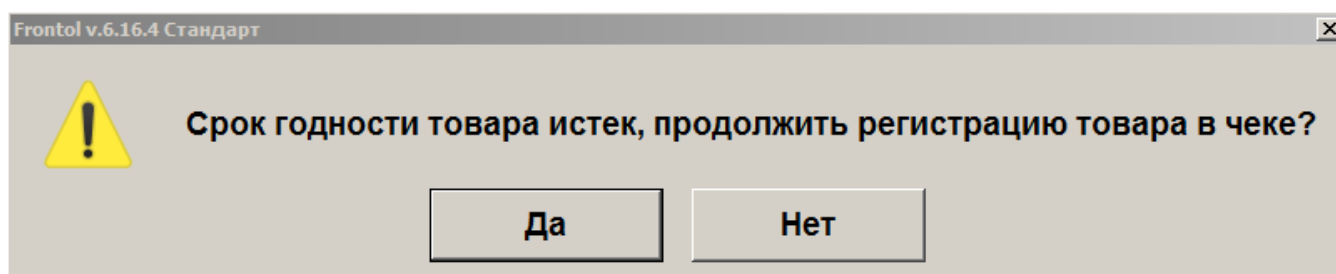 Frontol v.6.16.4 Стандарт
Срок годности товара истек, продолжить регистрацию товара в чеке?
Да
Нет